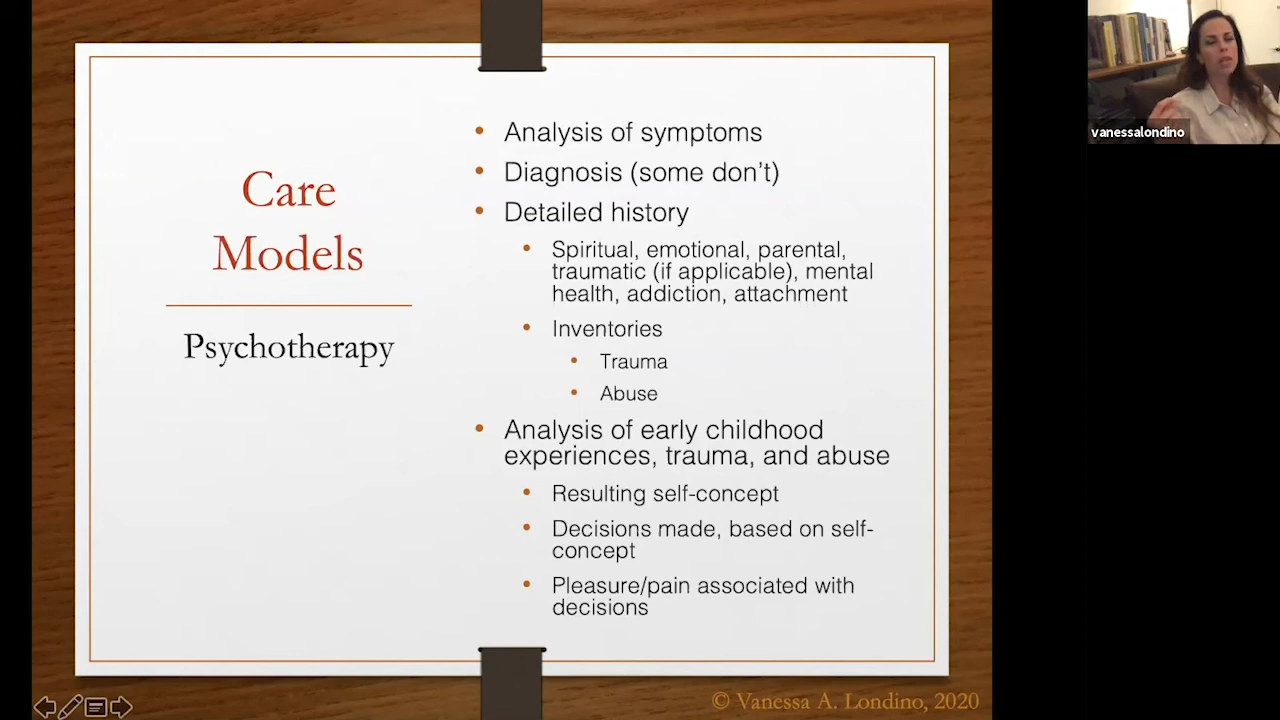 Care
Models
Psychotherapy
• Analysis of symptoms
• Diagnosis (some don't)
• Detailed history
• Spiritual, emotional, parental,
traumatic (if applicable), mental
health, addiction, attachment
• Inventories
• Trauma
• Abuse
• Analysis of early childhood
experiences, trauma, and abuse
• Resulting self-concept
• Decisions made, based on self-
concept
• Pleasure/pain associated with
decisions
© Vanessa A. Londino, 2020
vanessalondino